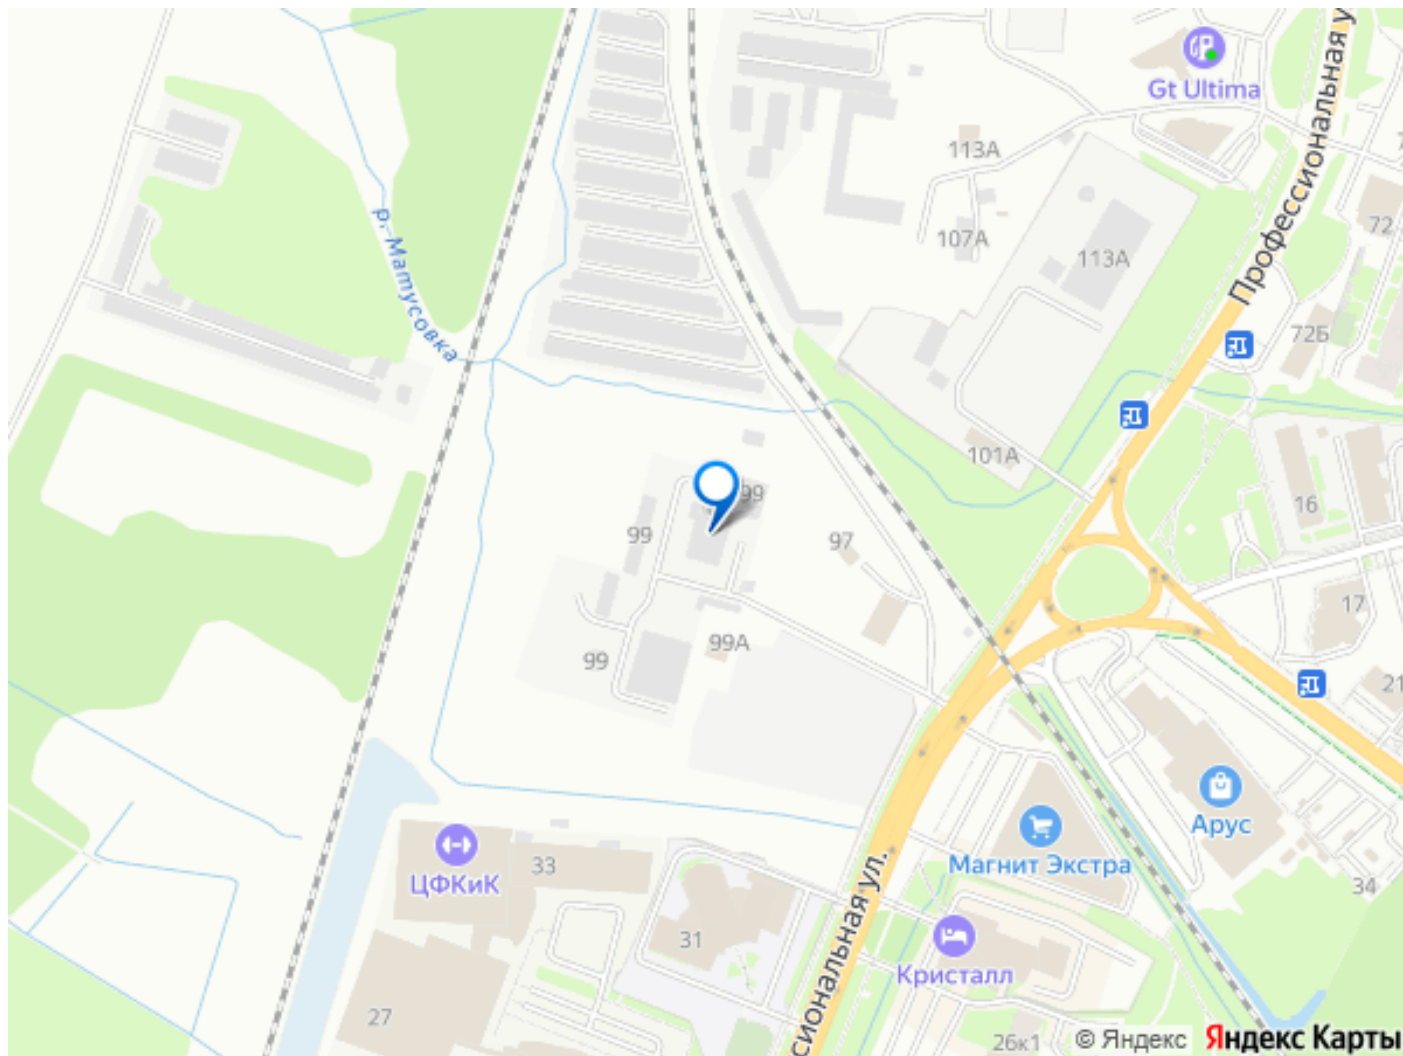 Gt Ultima
Профессиональная у
113А
72
107А
113А
р. Матусовка
72Б
101А
99
16
99
97
17
99А
99
21
Арус
Магнит Экстра
33
ЦФКиК
34
31
сиональная ул.
Кристалл
27
26к1
© Яндекс
Яндекс Карты